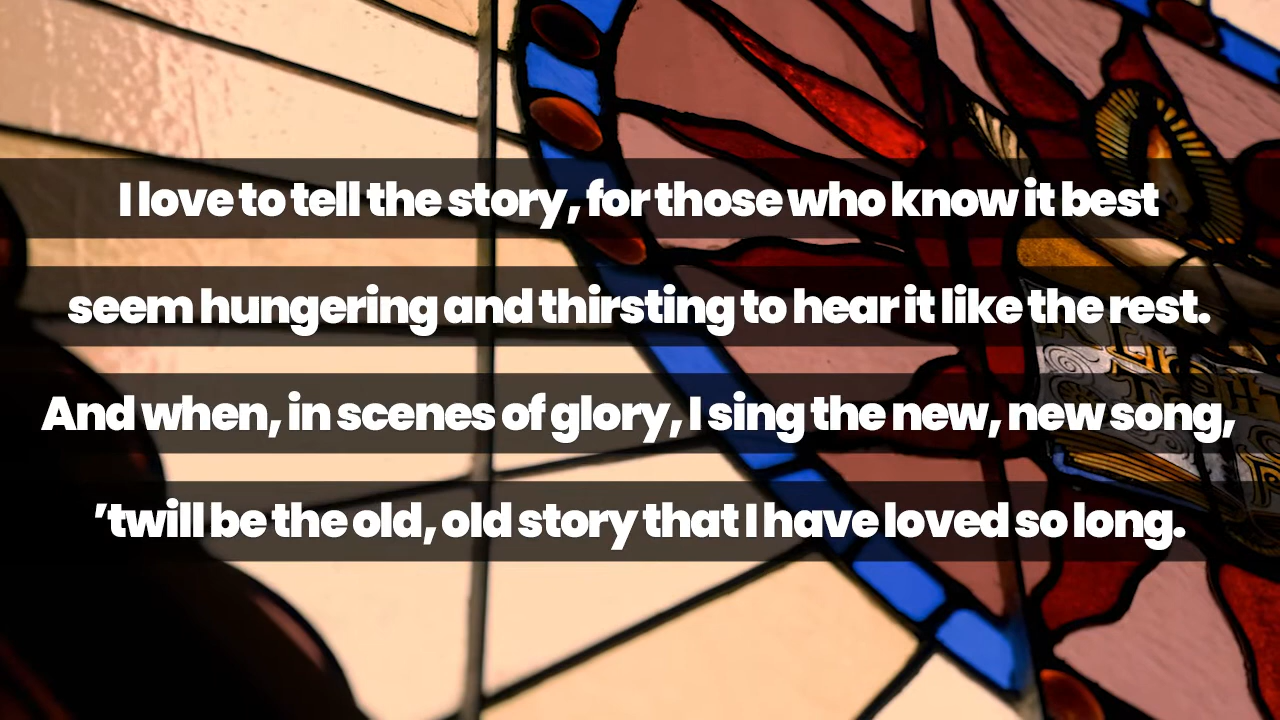 I love to tell the story, for those who know it best
seem hungering and thirsting to hear it like the rest.
And when, in scenes of glory, I sing the new, new song,
’twill be the old, old story that I have loved so long.